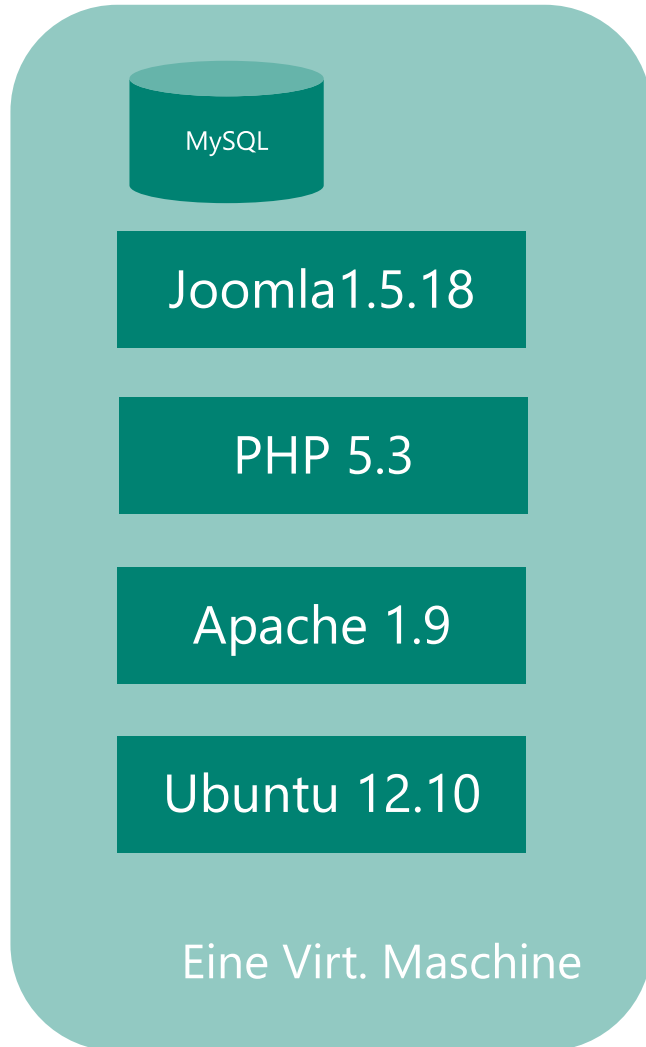 MySQL
Joomla1.5.18
PHP 5.3
Apache 1.9
Ubuntu 12.10
Eine Virt. Maschine